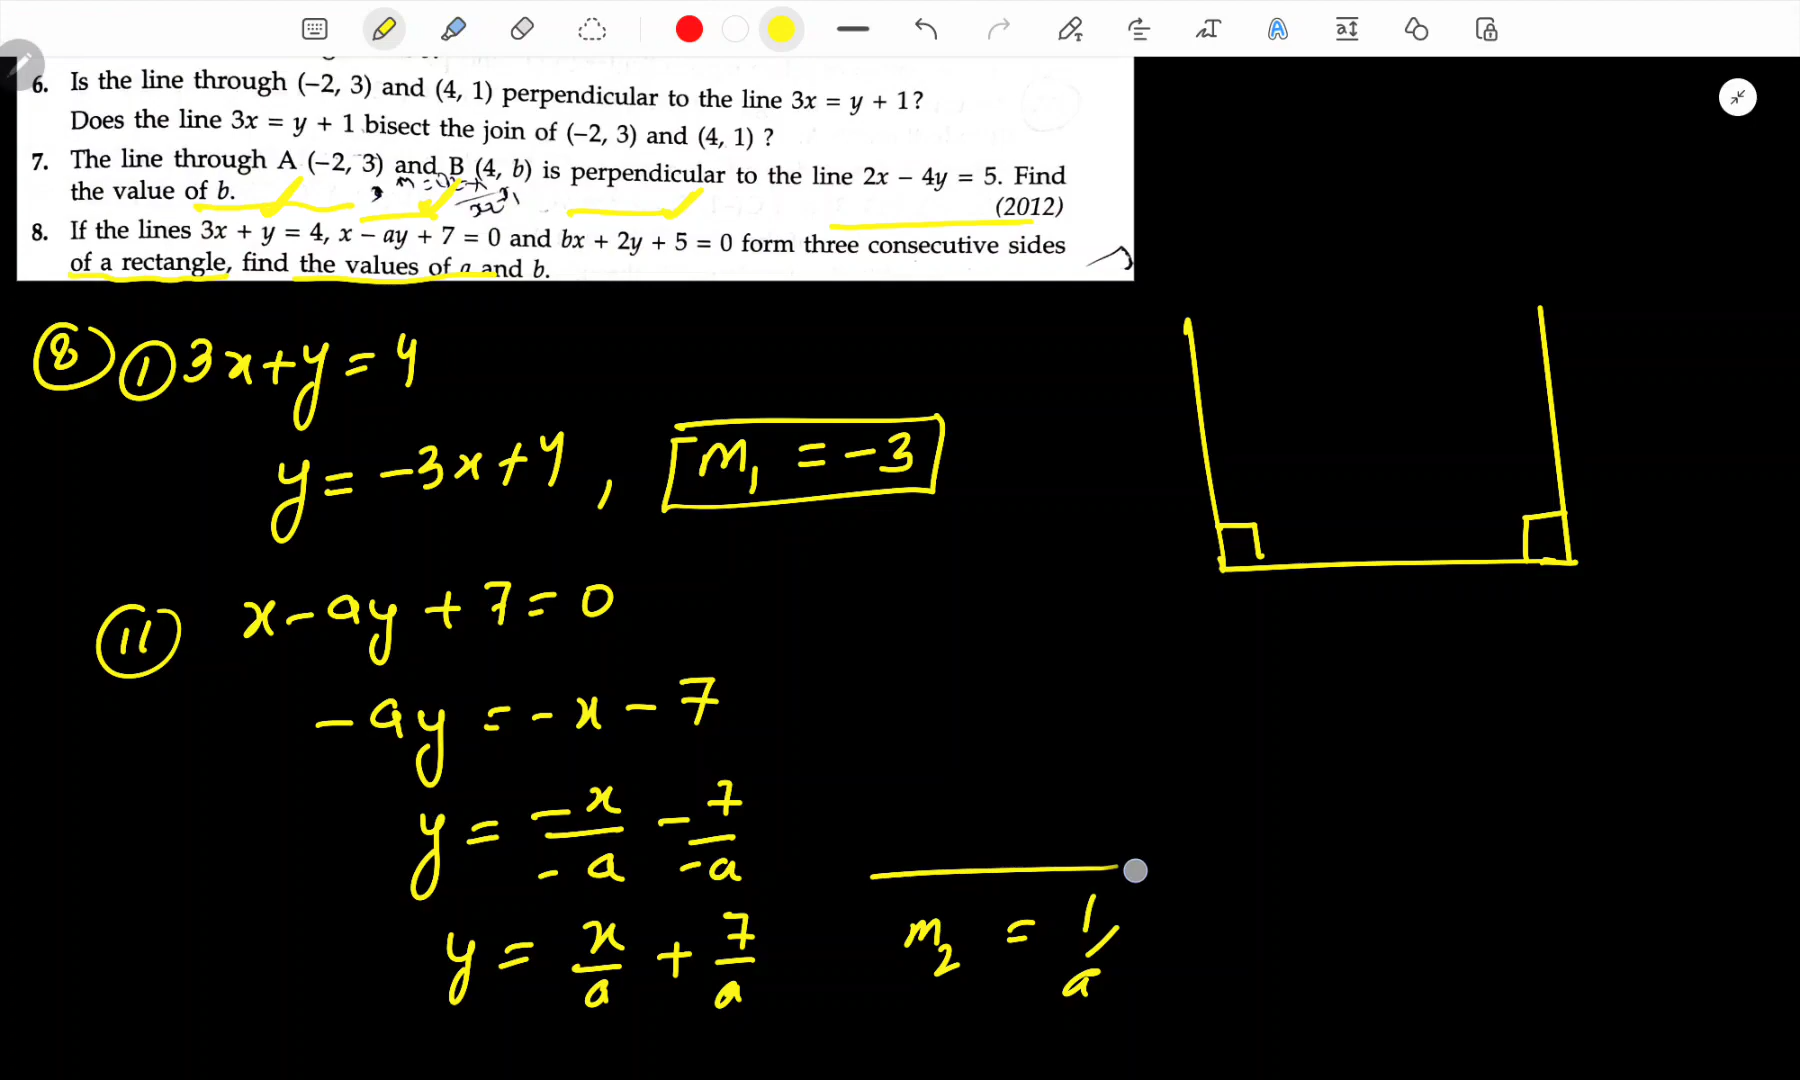 6. Is the line through (−2, 3) and (4, 1) perpendicular to the line 3x = y + 1?
Does the line 3x = y + 1 bisect the join of (−2, 3) and (4, 1) ?
7. The line through A (−2, 3) and B (4, b) is perpendicular to the line 2x − 4y = 5. Find
the value of b. (2012)
8. If the lines 3x + y = 4, x − ay + 7 = 0 and bx + 2y + 5 = 0 form three consecutive sides
of a rectangle, find the values of a and b.
⑧ ① 3x+y = 4
y = -3x+4 , m₁ = -3
⑪ x-ay+7=0
-ay = -x-7
y = -x/-a -7/-a
y = x/a + 7/a m₂ = 1/a